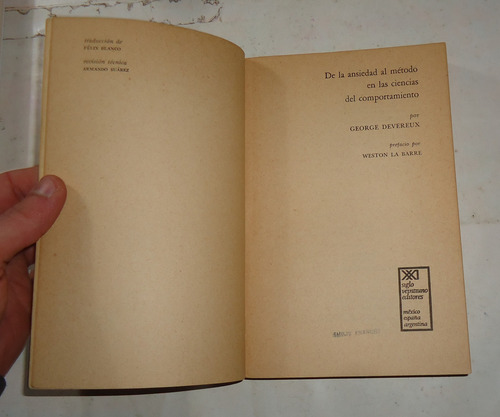 traducción de
FÉLIX BLANCO
revisión técnica
ARMANDO SUÁREZ
De la ansiedad al método
en las ciencias
del comportamiento
por
GEORGE DEVEREUX
prefacio por
WESTON LA BARRE
siglo
veintiuno
editores
méxico
españa
argentina